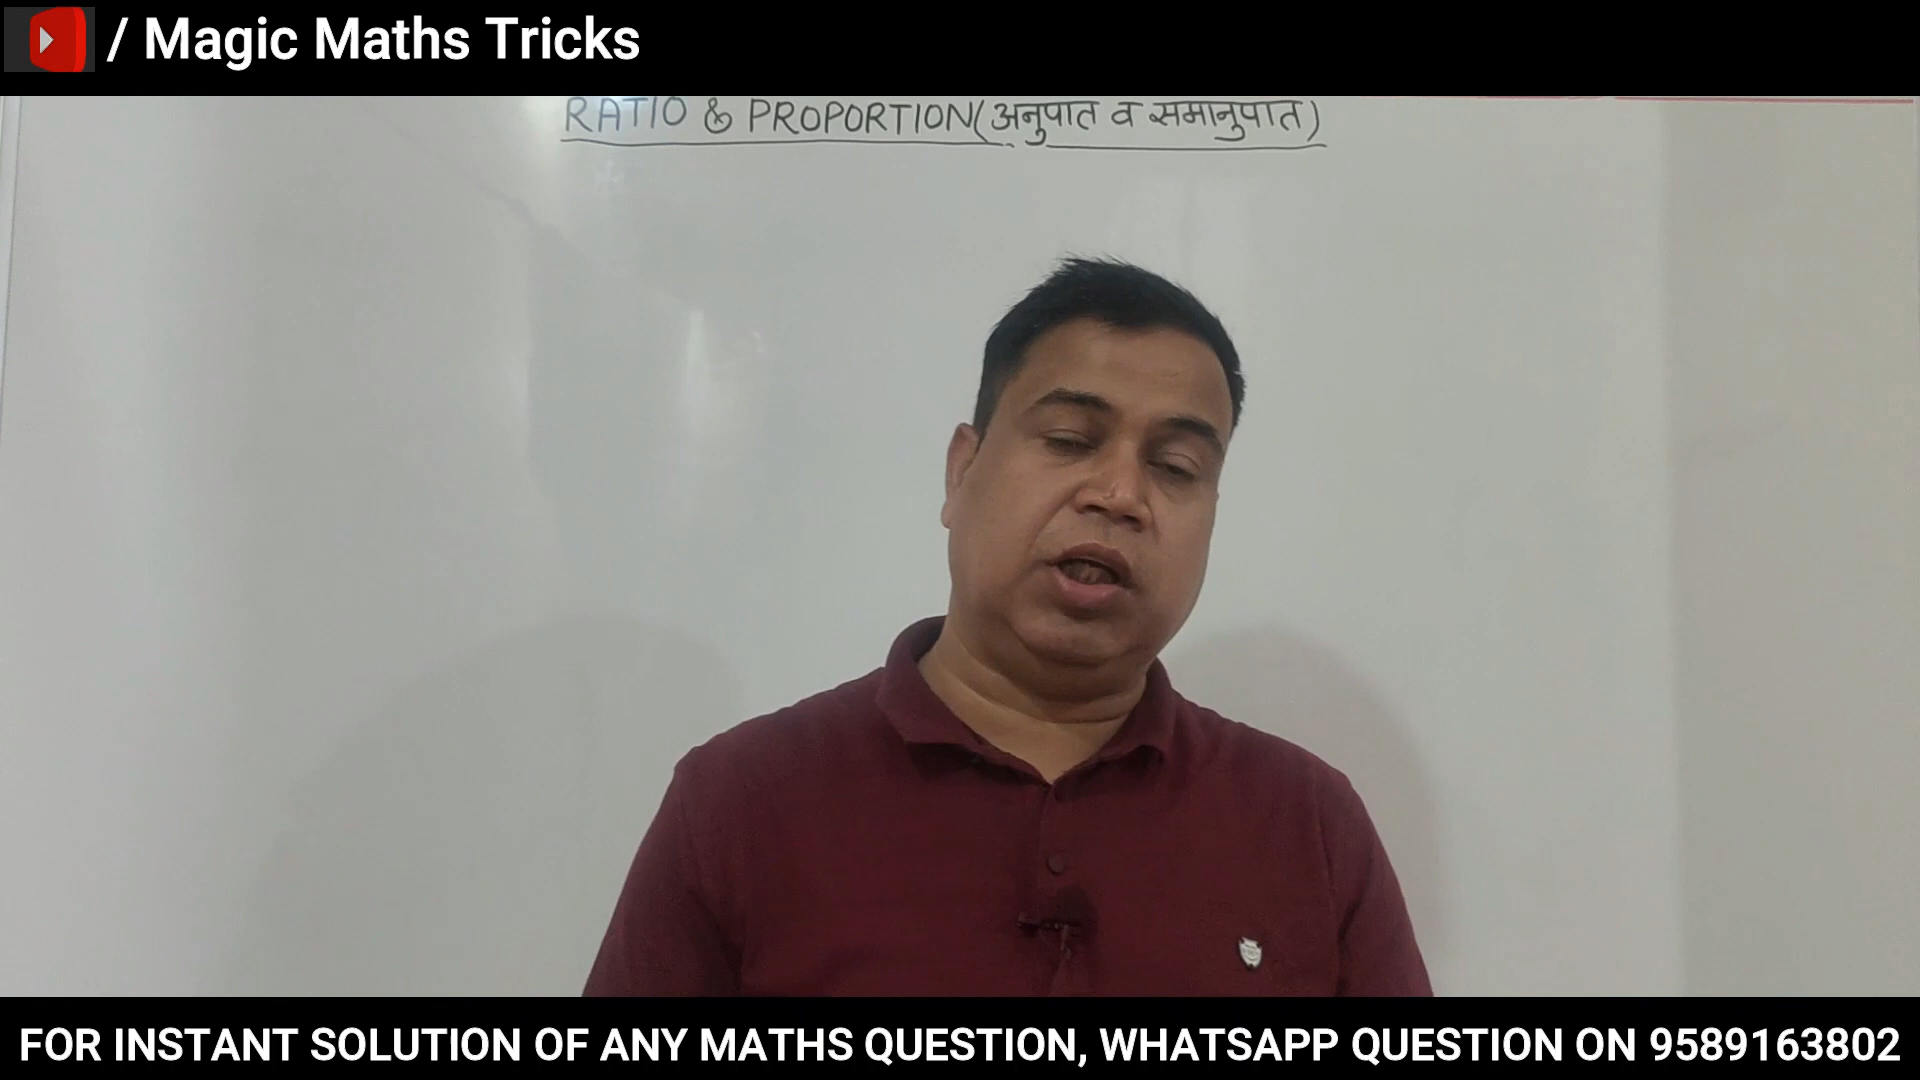 / Magic Maths Tricks
RATIO & PROPORTION(अनुपात व समानुपात)
FOR INSTANT SOLUTION OF ANY MATHS QUESTION, WHATSAPP QUESTION ON 9589163802